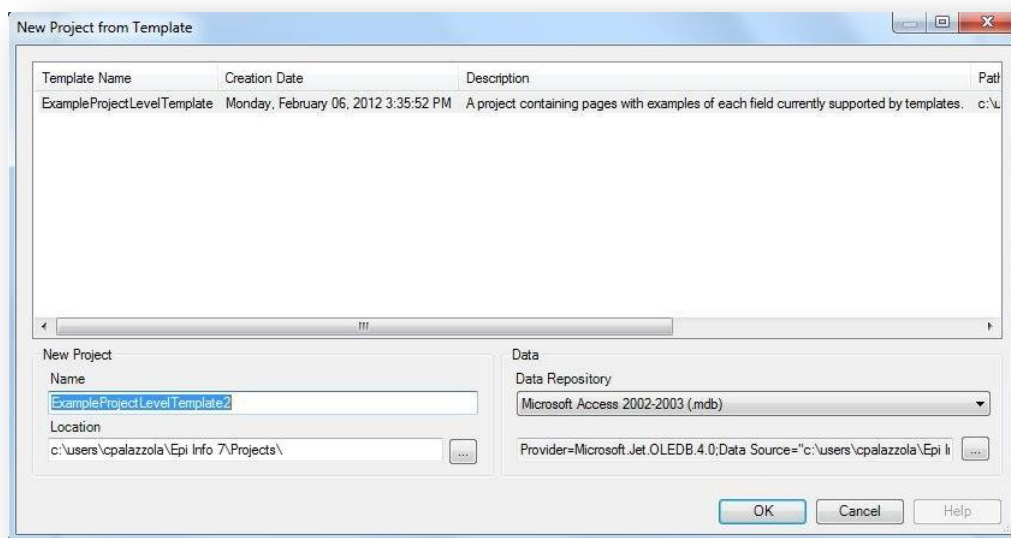 New Project from Template
Template Name Creation Date Description Path
ExampleProjectLevelTemplate Monday, February 06, 2012 3:35:52 PM A project containing pages with examples of each field currently supported by templates. c:\u
New Project
Name
ExampleProjectLevelTemplate2
Location
c:\users\cpalazzola\Epi Info 7\Projects\
...
Data
Data Repository
Microsoft Access 2002-2003 (.mdb)
Provider=Microsoft.Jet.OLEDB.4.0;Data Source="c:\users\cpalazzola\Epi I
...
OK Cancel Help